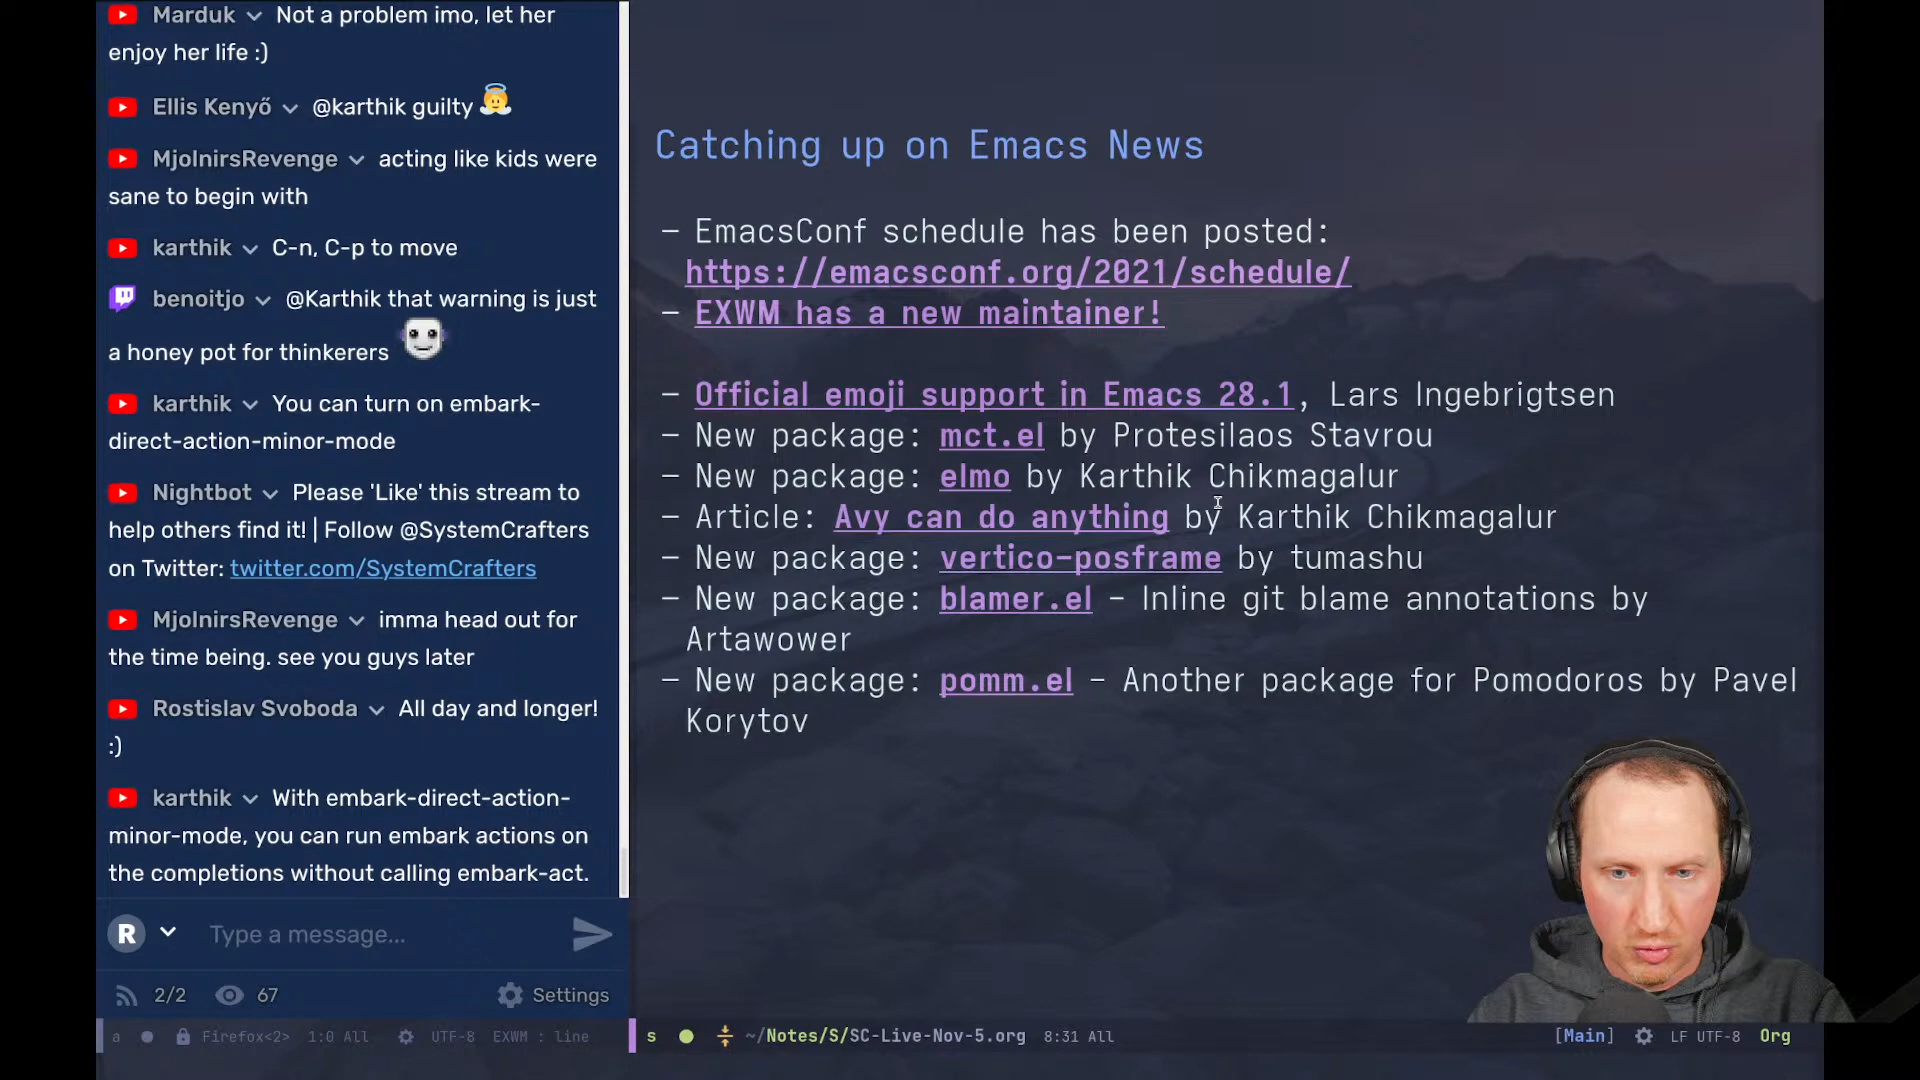 Marduk Not a problem imo, let her
enjoy her life :)
Ellis Kenyő @karthik guilty
MjolnirsRevenge acting like kids were
sane to begin with
karthik C-n, C-p to move
benoitjo @Karthik that warning is just
a honey pot for thinkerers
karthik You can turn on embark-
direct-action-minor-mode
Nightbot Please 'Like' this stream to
help others find it! | Follow @SystemCrafters
on Twitter: twitter.com/SystemCrafters
MjolnirsRevenge imma head out for
the time being. see you guys later
Rostislav Svoboda All day and longer!
:)
karthik With embark-direct-action-
minor-mode, you can run embark actions on
the completions without calling embark-act.
R Type a message...
2/2 67 Settings
a Firefox<2> 1:0 All UTF-8 EXWM : line
Catching up on Emacs News
– EmacsConf schedule has been posted:
https://emacsconf.org/2021/schedule/
– EXWM has a new maintainer!
– Official emoji support in Emacs 28.1, Lars Ingebrigtsen
– New package: mct.el by Protesilaos Stavrou
– New package: elmo by Karthik Chikmagalur
– Article: Avy can do anything by Karthik Chikmagalur
– New package: vertico-posframe by tumashu
– New package: blamer.el – Inline git blame annotations by
Artawower
– New package: pomm.el – Another package for Pomodoros by Pavel
Korytov
s ~/Notes/S/SC-Live-Nov-5.org 8:31 All [Main] LF UTF-8 Org